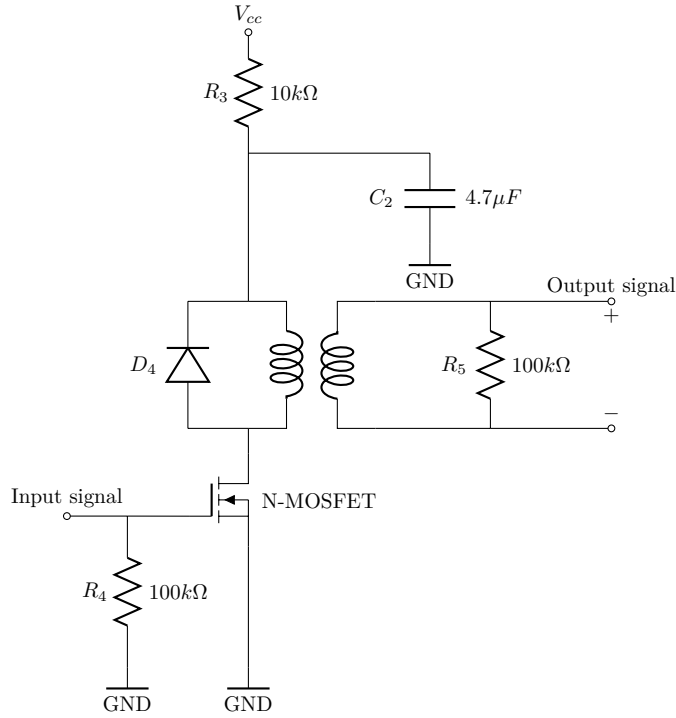 V_cc
R_3 10kΩ
C_2 4.7μF
GND
Output signal
+
D_4
R_5 100kΩ
−
Input signal
N-MOSFET
R_4 100kΩ
GND GND